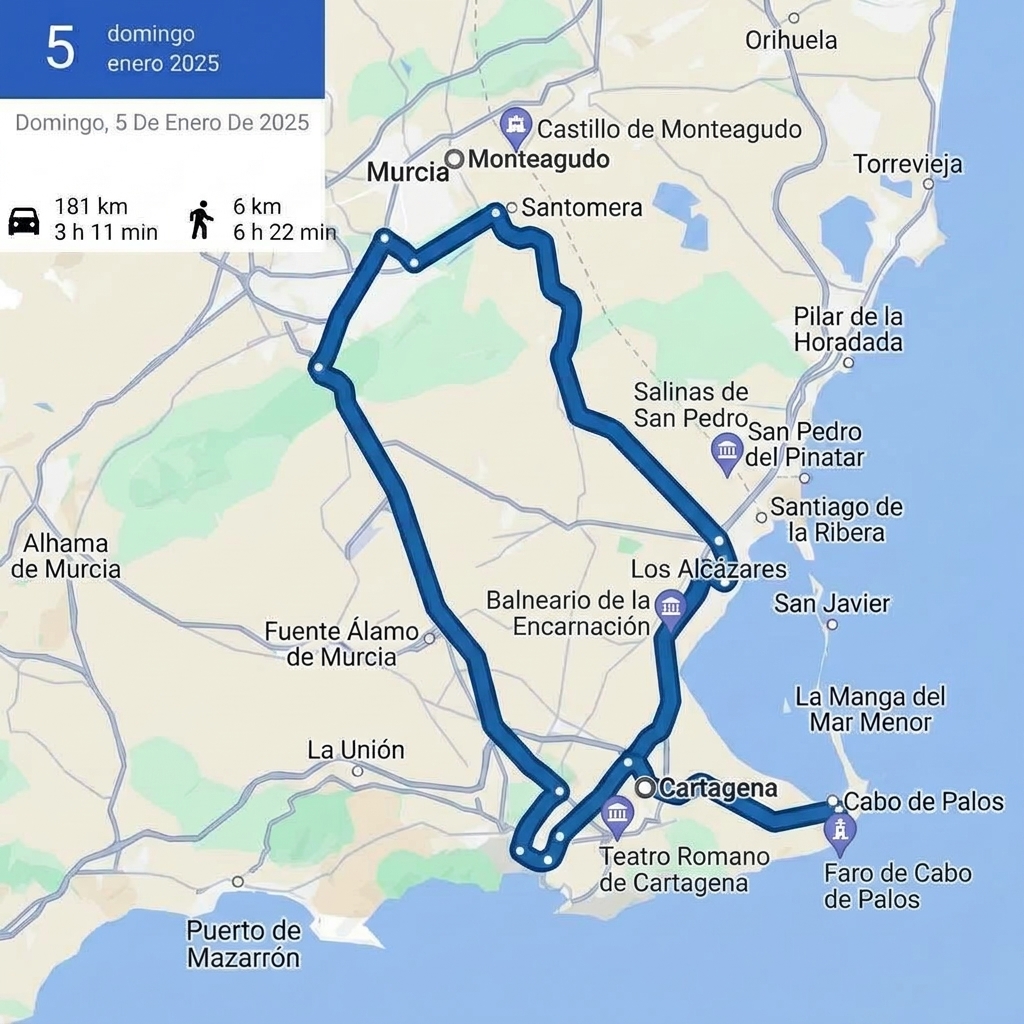 5
domingo
enero 2025
Domingo, 5 De Enero De 2025
181 km
3 h 11 min
6 km
6 h 22 min
Orihuela
Castillo de Monteagudo
Monteagudo
Murcia
Torrevieja
Santomera
Pilar de la
Horadada
Salinas de
San Pedro
San Pedro
del Pinatar
Santiago de
la Ribera
Alhama
de Murcia
Los Alcázares
Balneario de la
Encarnación
San Javier
Fuente Álamo
de Murcia
La Manga del
Mar Menor
La Unión
Cartagena
Cabo de Palos
Teatro Romano
de Cartagena
Faro de Cabo
de Palos
Puerto de
Mazarrón